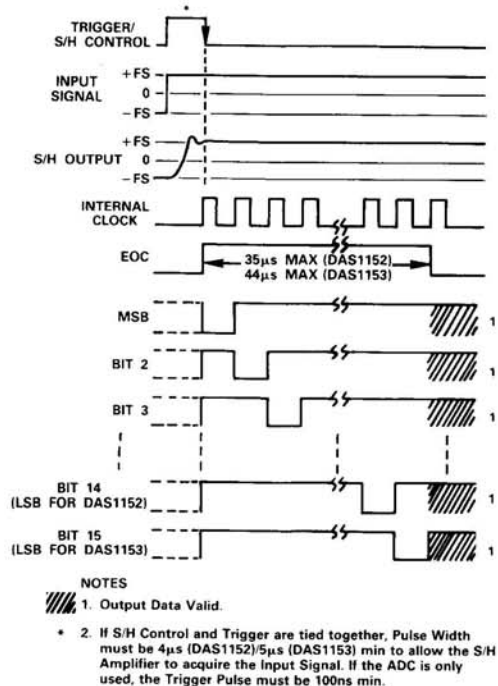 *
TRIGGER/
S/H CONTROL
INPUT
SIGNAL
+FS
0
−FS
S/H OUTPUT
+FS
0
−FS
INTERNAL
CLOCK
EOC
35µs MAX (DAS1152)
44µs MAX (DAS1153)
MSB
1
BIT 2
1
BIT 3
1
BIT 14
(LSB FOR DAS1152)
1
BIT 15
(LSB FOR DAS1153)
1
NOTES
1. Output Data Valid.
* 2. If S/H Control and Trigger are tied together, Pulse Width
must be 4µs (DAS1152)/5µs (DAS1153) min to allow the S/H
Amplifier to acquire the Input Signal. If the ADC is only
used, the Trigger Pulse must be 100ns min.